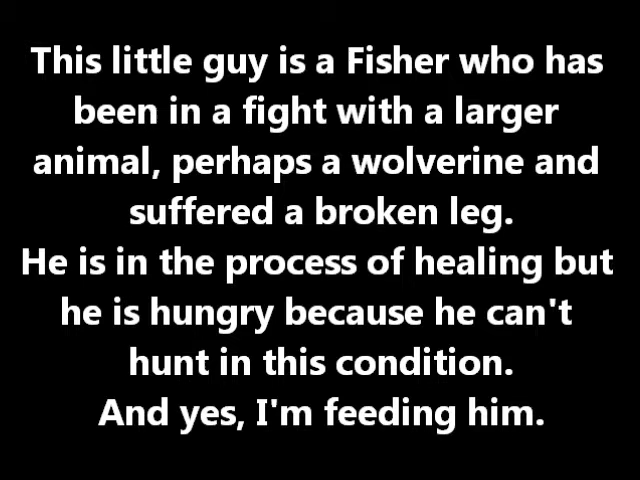 This little guy is a Fisher who has
been in a fight with a larger
animal, perhaps a wolverine and
suffered a broken leg.
He is in the process of healing but
he is hungry because he can't
hunt in this condition.
And yes, I'm feeding him.